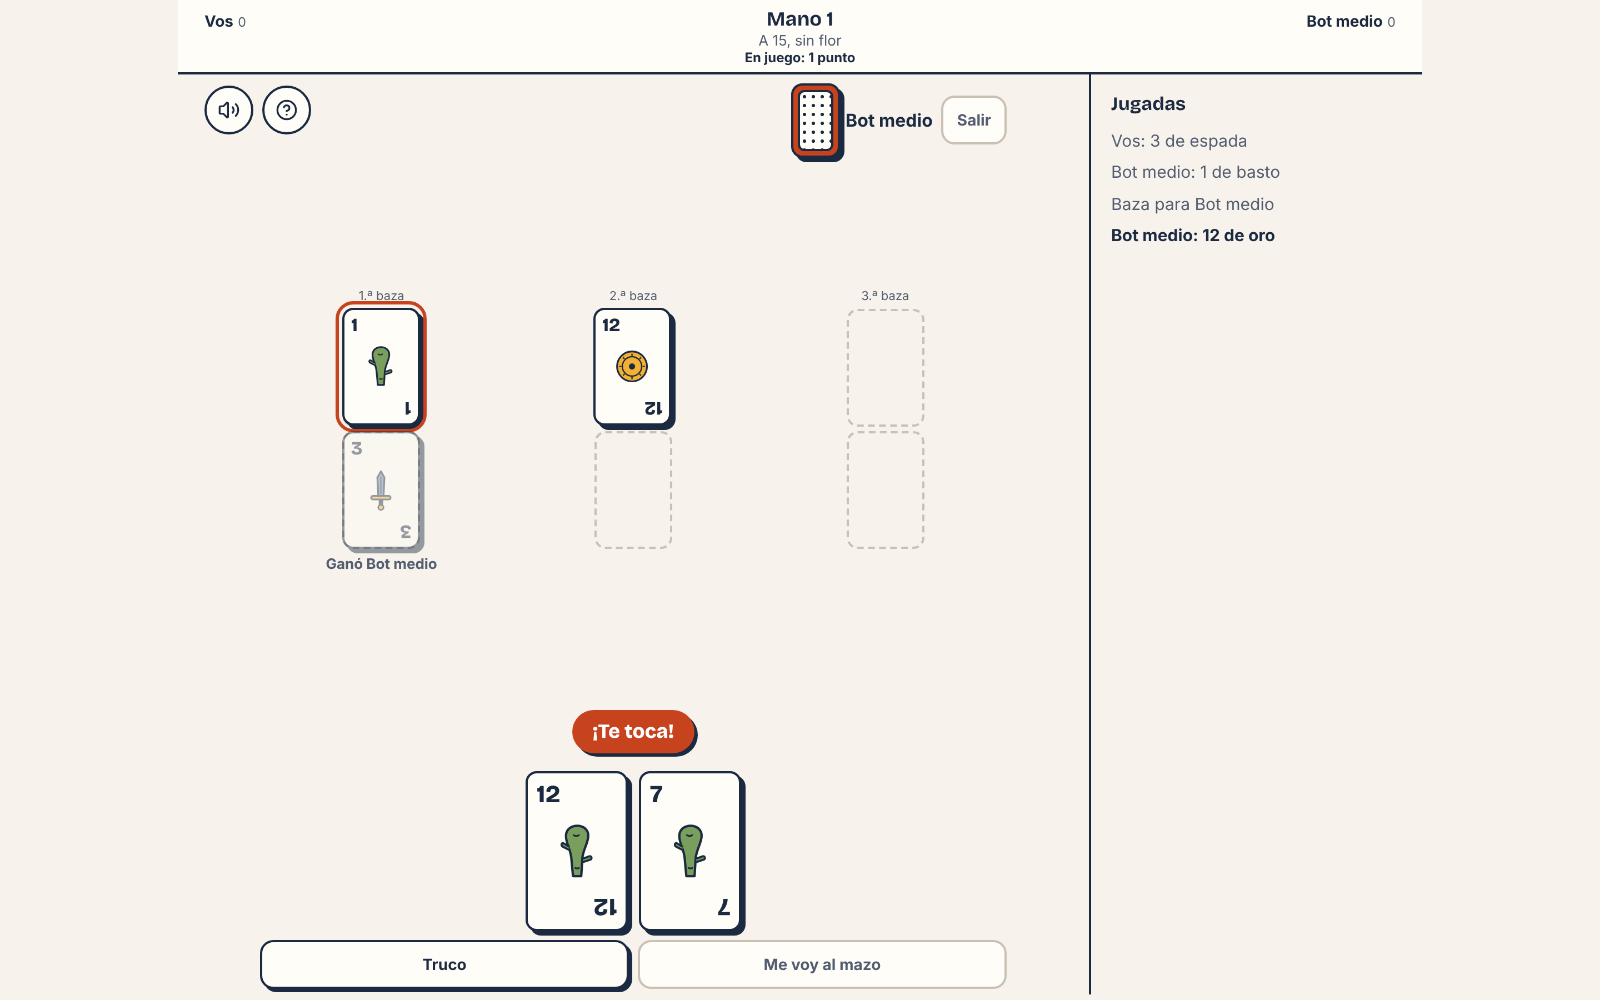 Vos 0
Mano 1
A 15, sin flor
En juego: 1 punto
Bot medio 0
Bot medio
Salir
Jugadas
Vos: 3 de espada
Bot medio: 1 de basto
Baza para Bot medio
Bot medio: 12 de oro
1.ª baza
2.ª baza
3.ª baza
1
1
12
12
3
3
Ganó Bot medio
¡Te toca!
12
12
7
7
Truco
Me voy al mazo